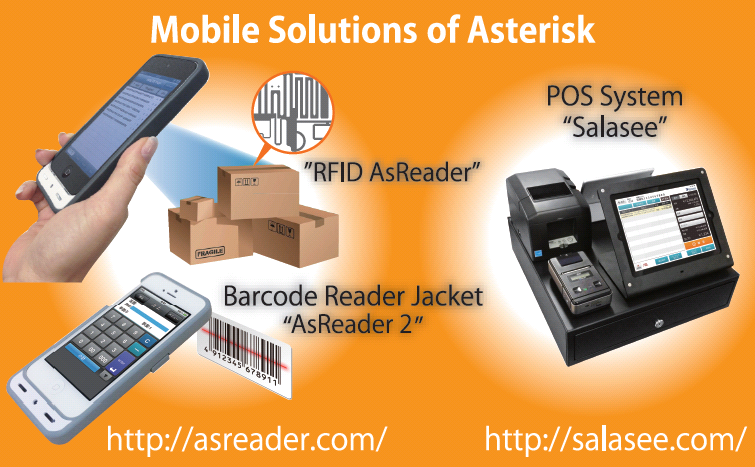 Mobile Solutions of Asterisk
"RFID AsReader"
FRAGILE
Barcode Reader Jacket
"AsReader 2"
4 912345 678911
http://asreader.com/
POS System
"Salasee"
http://salasee.com/